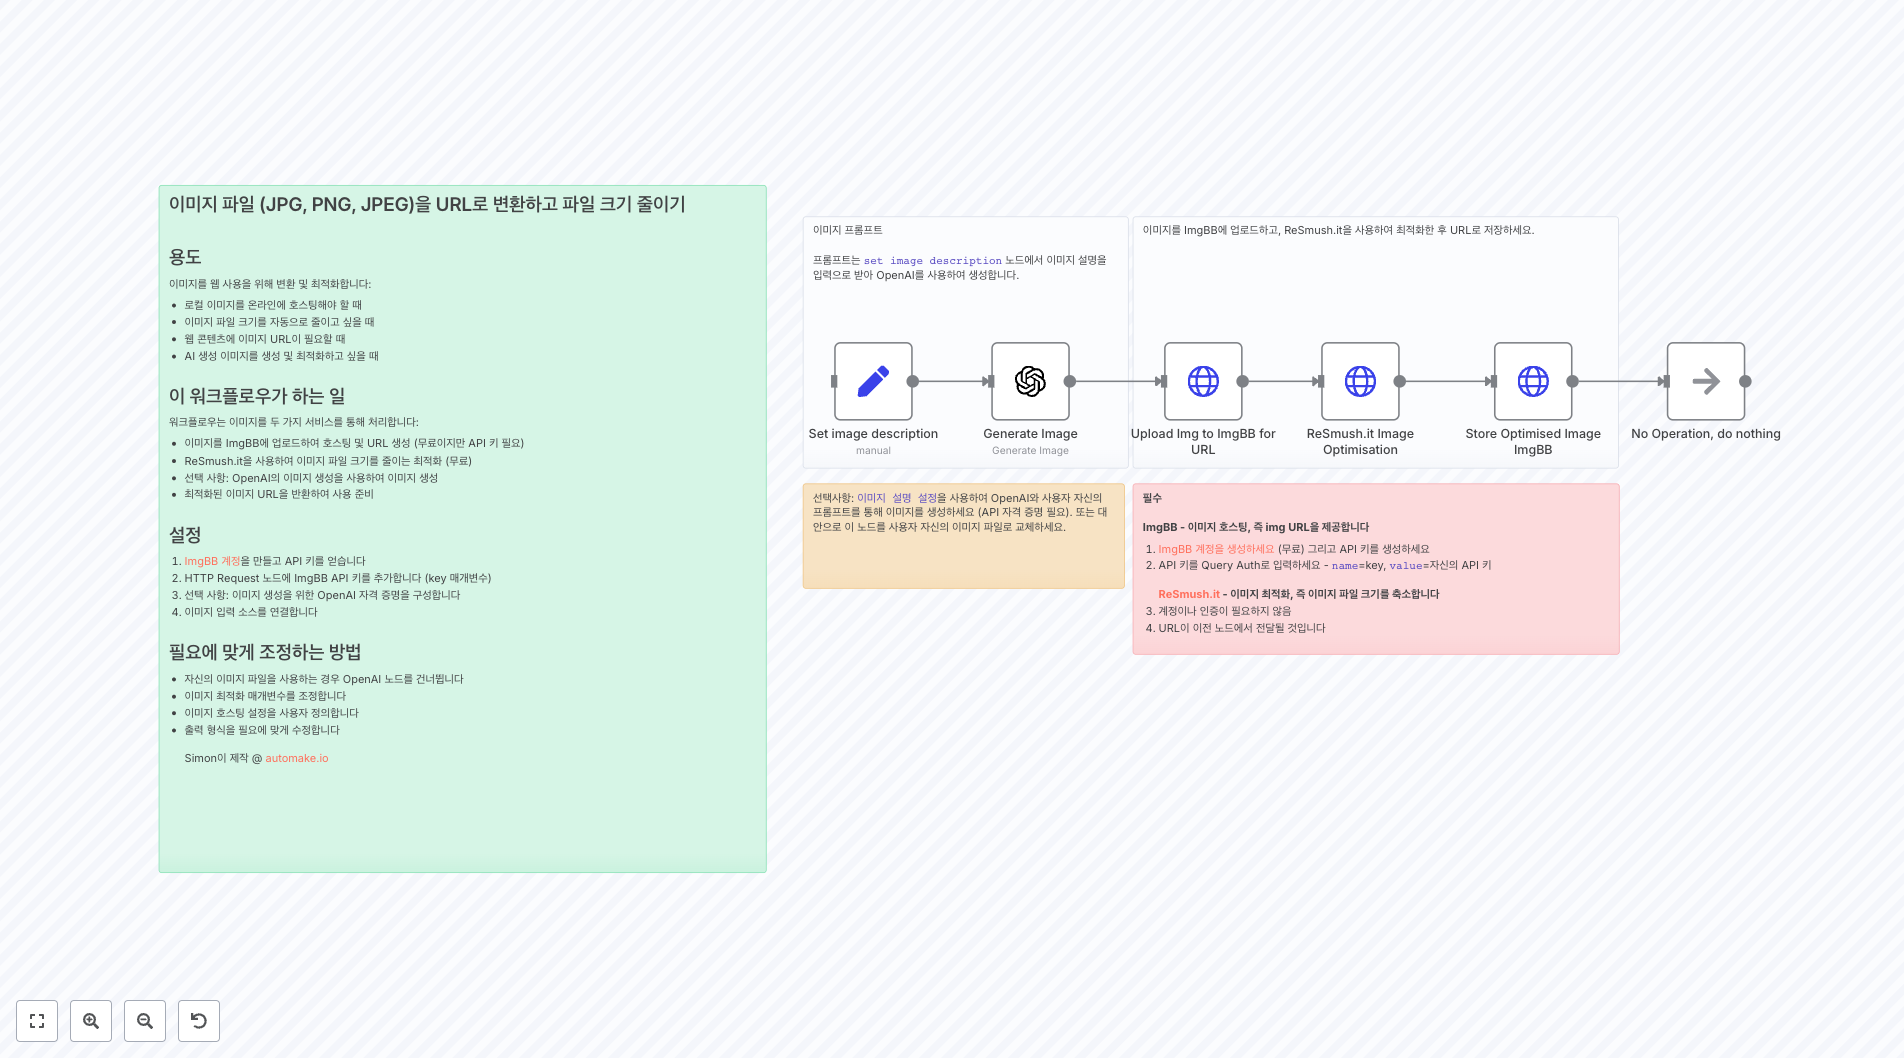 이미지 파일 (JPG, PNG, JPEG)을 URL로 변환하고 파일 크기 줄이기
용도
이미지를 웹 사용을 위해 변환 및 최적화합니다:
로컬 이미지를 온라인에 호스팅해야 할 때
이미지 파일 크기를 자동으로 줄이고 싶을 때
웹 콘텐츠에 이미지 URL이 필요할 때
AI 생성 이미지를 생성 및 최적화하고 싶을 때
이 워크플로우가 하는 일
워크플로우는 이미지를 두 가지 서비스를 통해 처리합니다:
이미지를 ImgBB에 업로드하여 호스팅 및 URL 생성 (무료이지만 API 키 필요)
ReSmush.it을 사용하여 이미지 파일 크기를 줄이는 최적화 (무료)
선택 사항: OpenAI의 이미지 생성을 사용하여 이미지 생성
최적화된 이미지 URL을 반환하여 사용 준비
설정
1. ImgBB 계정을 만들고 API 키를 얻습니다
2. HTTP Request 노드에 ImgBB API 키를 추가합니다 (key 매개변수)
3. 선택 사항: 이미지 생성을 위한 OpenAI 자격 증명을 구성합니다
4. 이미지 입력 소스를 연결합니다
필요에 맞게 조정하는 방법
자신의 이미지 파일을 사용하는 경우 OpenAI 노드를 건너뜁니다
이미지 최적화 매개변수를 조정합니다
이미지 호스팅 설정을 사용자 정의합니다
출력 형식을 필요에 맞게 수정합니다
Simon이 제작 @ automake.io
이미지 프롬프트
프롬프트는 set image description 노드에서 이미지 설명을
입력으로 받아 OpenAI를 사용하여 생성합니다.
이미지를 ImgBB에 업로드하고, ReSmush.it을 사용하여 최적화한 후 URL로 저장하세요.
Set image description
manual
Generate Image
Generate Image
Upload Img to ImgBB for
URL
ReSmush.it Image
Optimisation
Store Optimised Image
ImgBB
No Operation, do nothing
선택사항: 이미지 설명 설정을 사용하여 OpenAI와 사용자 자신의
프롬프트를 통해 이미지를 생성하세요 (API 자격 증명 필요). 또는 대
안으로 이 노드를 사용자 자신의 이미지 파일로 교체하세요.
필수
ImgBB - 이미지 호스팅, 즉 img URL을 제공합니다
1. ImgBB 계정을 생성하세요 (무료) 그리고 API 키를 생성하세요
2. API 키를 Query Auth로 입력하세요 - name=key, value=자신의 API 키
ReSmush.it - 이미지 최적화, 즉 이미지 파일 크기를 축소합니다
3. 계정이나 인증이 필요하지 않음
4. URL이 이전 노드에서 전달될 것입니다